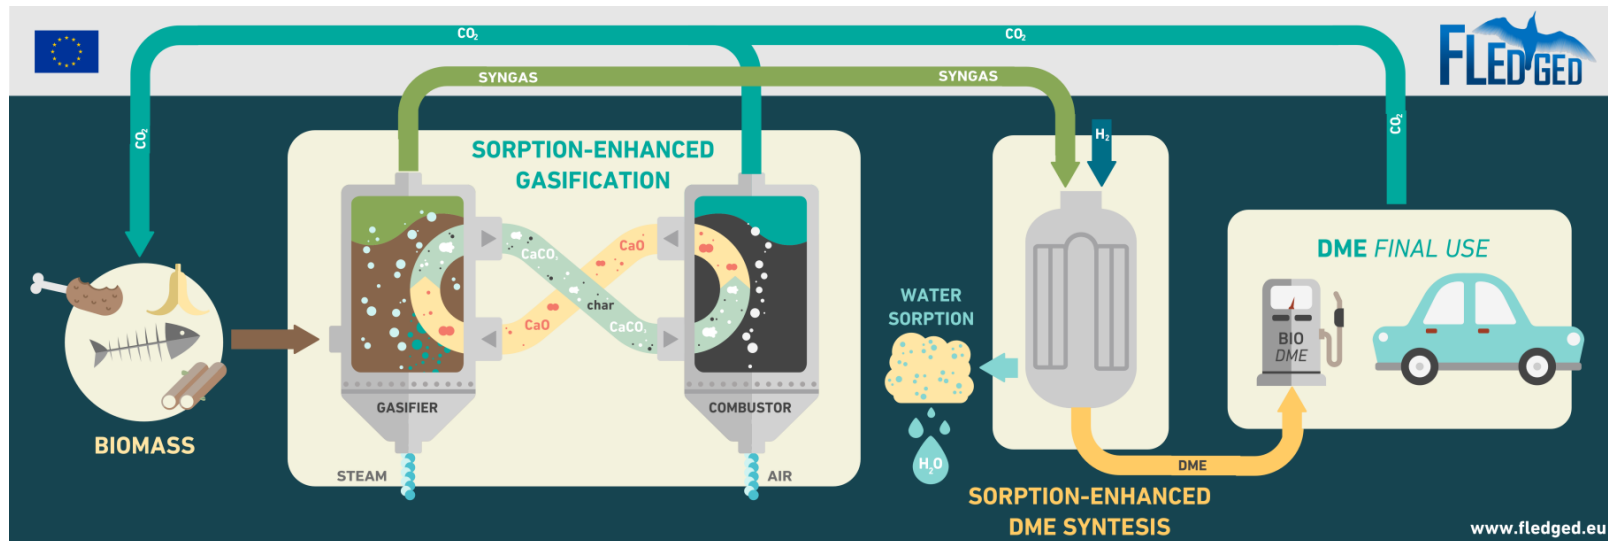 CO₂
CO₂
FLEDGED
SYNGAS
SYNGAS
CO₂
CO₂
H₂
SORPTION-ENHANCED
GASIFICATION
CaCO₃
CaO
char
CaO
CaCO₃
GASIFIER
COMBUSTOR
STEAM
AIR
BIOMASS
WATER
SORPTION
H₂O
DME FINAL USE
BIO
DME
DME
SORPTION-ENHANCED
DME SYNTESIS
www.fledged.eu